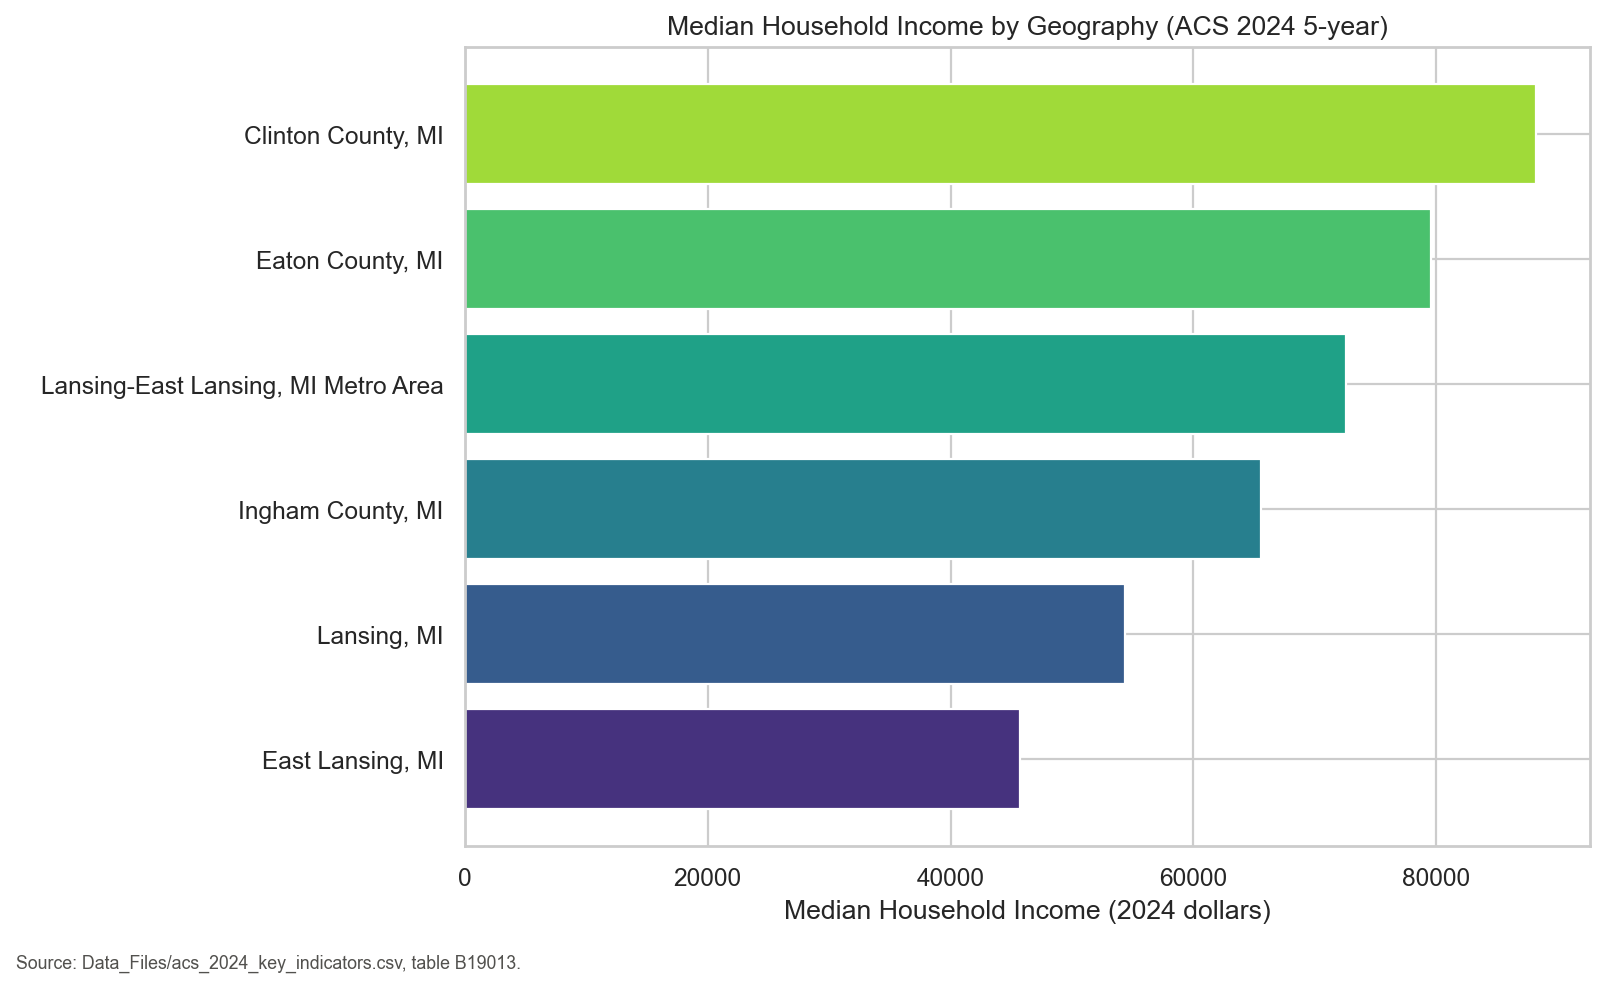 Median Household Income by Geography (ACS 2024 5-year)
Clinton County, MI
Eaton County, MI
Lansing-East Lansing, MI Metro Area
Ingham County, MI
Lansing, MI
East Lansing, MI
0 20000 40000 60000 80000
Median Household Income (2024 dollars)
Source: Data_Files/acs_2024_key_indicators.csv, table B19013.